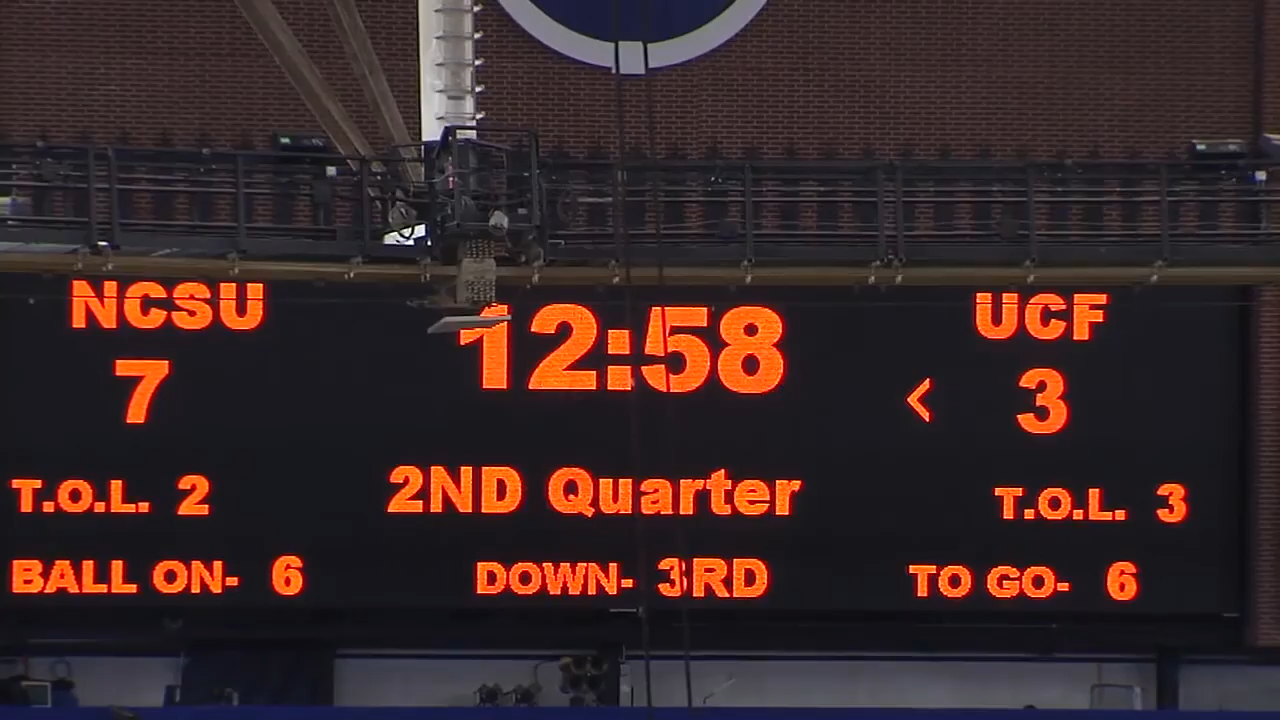 NCSU 12:58 UCF
7 < 3
T.O.L. 2 2ND Quarter T.O.L. 3
BALL ON- 6 DOWN- 3RD TO GO- 6